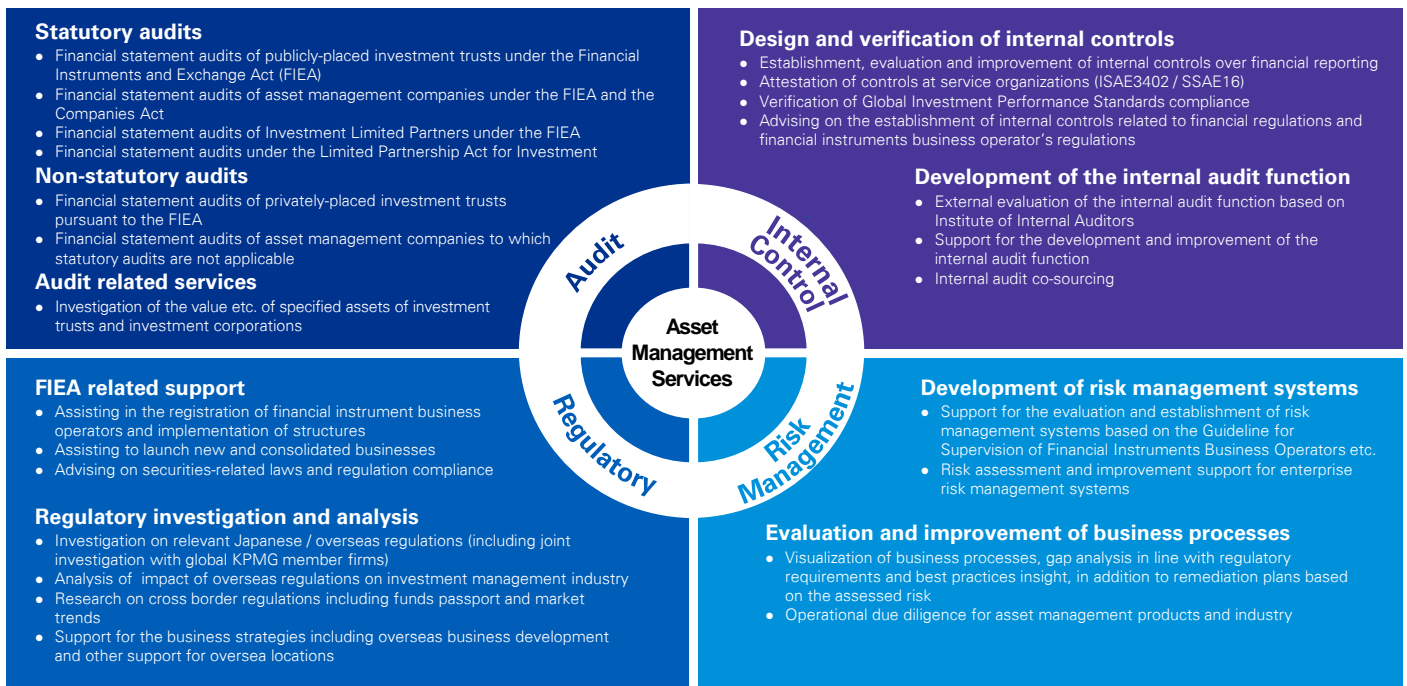 Statutory audits
● Financial statement audits of publicly-placed investment trusts under the Financial
Instruments and Exchange Act (FIEA)
● Financial statement audits of asset management companies under the FIEA and the
Companies Act
● Financial statement audits of Investment Limited Partners under the FIEA
● Financial statement audits under the Limited Partnership Act for Investment
Non-statutory audits
● Financial statement audits of privately-placed investment trusts
pursuant to the FIEA
● Financial statement audits of asset management companies to which
statutory audits are not applicable
Audit related services
● Investigation of the value etc. of specified assets of investment
trusts and investment corporations
Design and verification of internal controls
● Establishment, evaluation and improvement of internal controls over financial reporting
● Attestation of controls at service organizations (ISAE3402 / SSAE16)
● Verification of Global Investment Performance Standards compliance
● Advising on the establishment of internal controls related to financial regulations and
financial instruments business operator's regulations
Development of the internal audit function
● External evaluation of the internal audit function based on
Institute of Internal Auditors
● Support for the development and improvement of the
internal audit function
● Internal audit co-sourcing
Audit
Internal
Control
Asset
Management
Services
Regulatory
Risk
Management
FIEA related support
● Assisting in the registration of financial instrument business
operators and implementation of structures
● Assisting to launch new and consolidated businesses
● Advising on securities-related laws and regulation compliance
Regulatory investigation and analysis
● Investigation on relevant Japanese / overseas regulations (including joint
investigation with global KPMG member firms)
● Analysis of impact of overseas regulations on investment management industry
● Research on cross border regulations including funds passport and market
trends
● Support for the business strategies including overseas business development
and other support for oversea locations
Development of risk management systems
● Support for the evaluation and establishment of risk
management systems based on the Guideline for
Supervision of Financial Instruments Business Operators etc.
● Risk assessment and improvement support for enterprise
risk management systems
Evaluation and improvement of business processes
● Visualization of business processes, gap analysis in line with regulatory
requirements and best practices insight, in addition to remediation plans based
on the assessed risk
● Operational due diligence for asset management products and industry